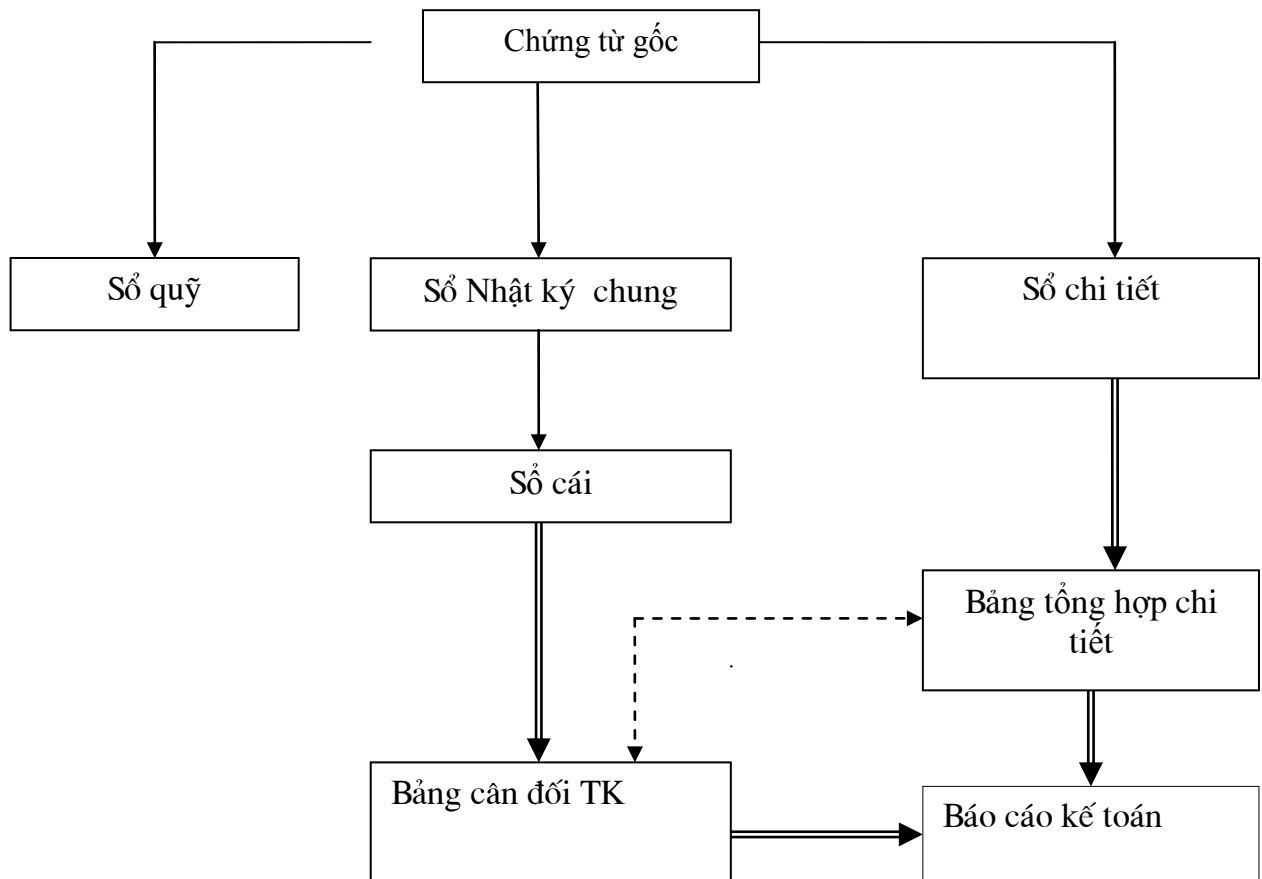 Chứng từ gốc
Sổ quỹ
Sổ Nhật ký chung
Sổ chi tiết
Sổ cái
Bảng tổng hợp chi
tiết
Bảng cân đối TK
Báo cáo kế toán